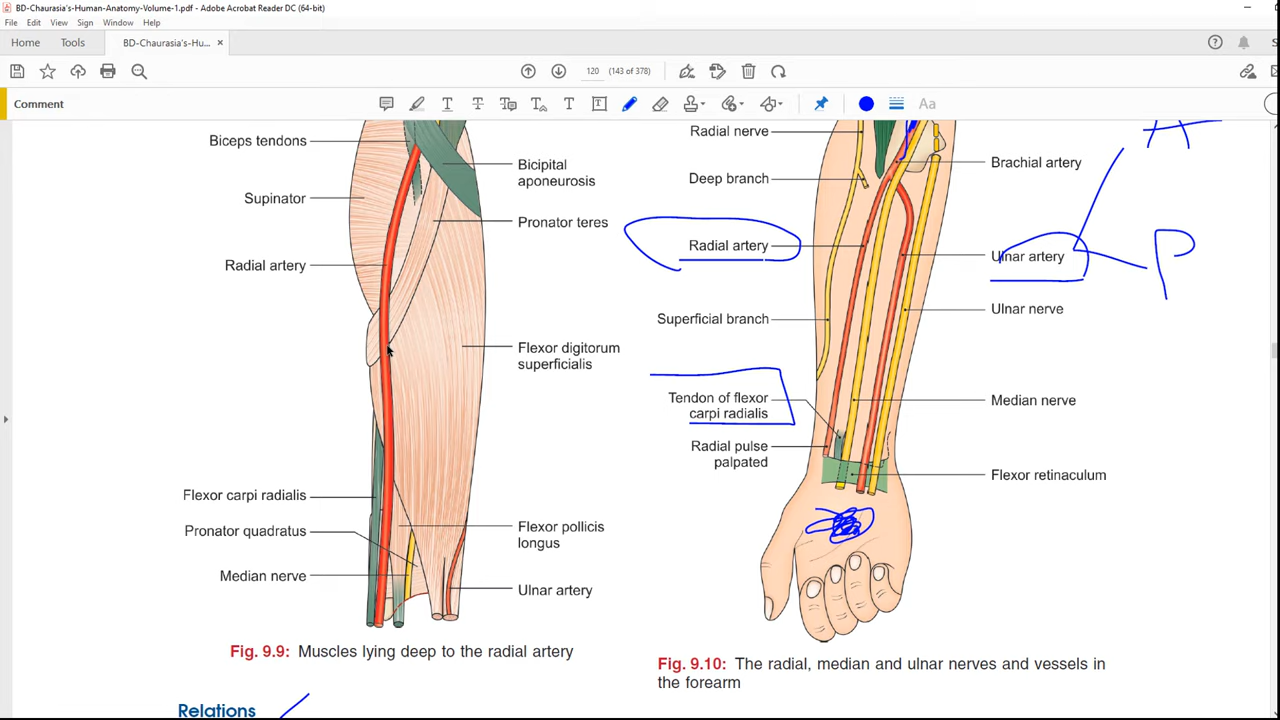 BD-Chaurasia's-Human-Anatomy-Volume-1.pdf - Adobe Acrobat Reader DC (64-bit)
File Edit View Sign Window Help
Home Tools BD-Chaurasia's-Hu... ×
120 (143 of 378)
Comment
Aa
Biceps tendons
Supinator
Radial artery
Bicipital
aponeurosis
Pronator teres
Flexor digitorum
superficialis
Flexor carpi radialis
Pronator quadratus
Median nerve
Flexor pollicis
longus
Ulnar artery
Fig. 9.9: Muscles lying deep to the radial artery
Relations
Radial nerve
Deep branch
Radial artery
Superficial branch
Tendon of flexor
carpi radialis
Radial pulse
palpated
Brachial artery
Ulnar artery
P
Ulnar nerve
Median nerve
Flexor retinaculum
Fig. 9.10: The radial, median and ulnar nerves and vessels in
the forearm